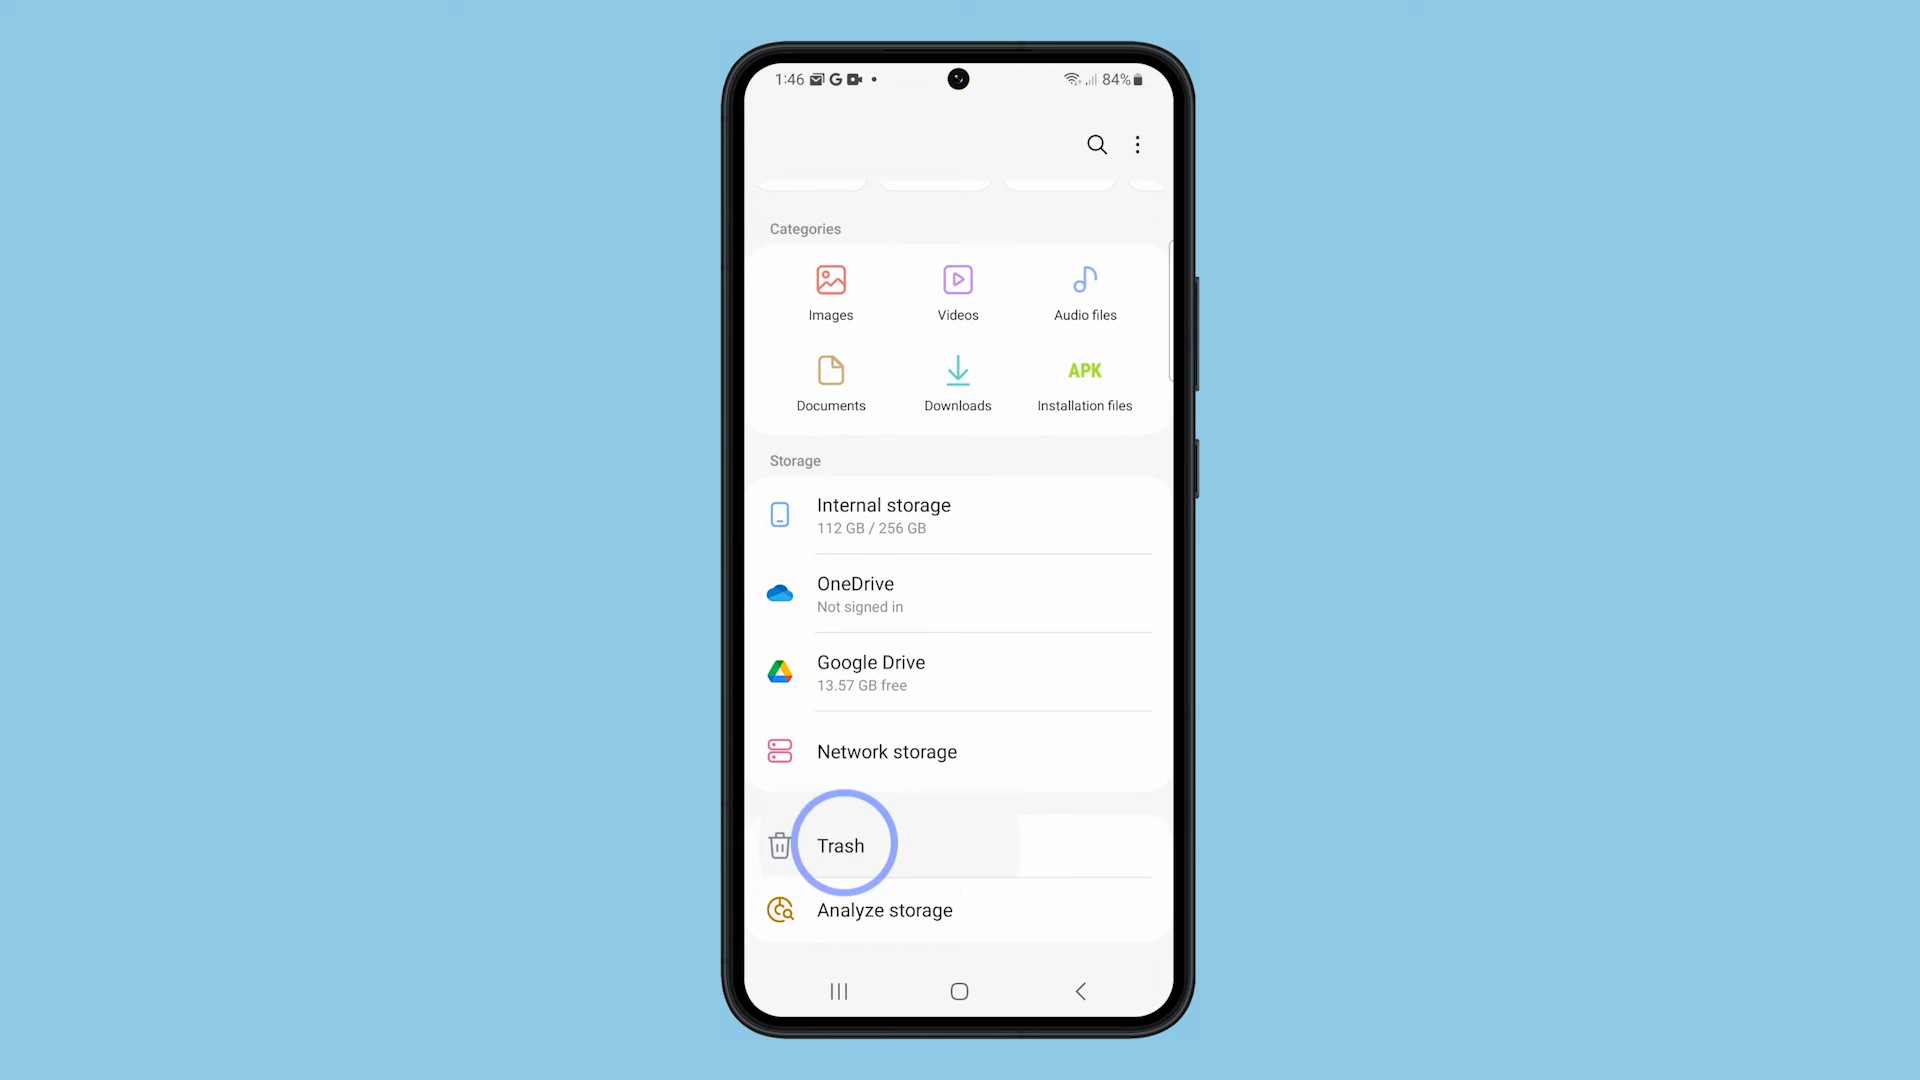 1:46 84%
Categories
Images Videos Audio files
APK
Documents Downloads Installation files
Storage
Internal storage
112 GB / 256 GB
OneDrive
Not signed in
Google Drive
13.57 GB free
Network storage
Trash
Analyze storage